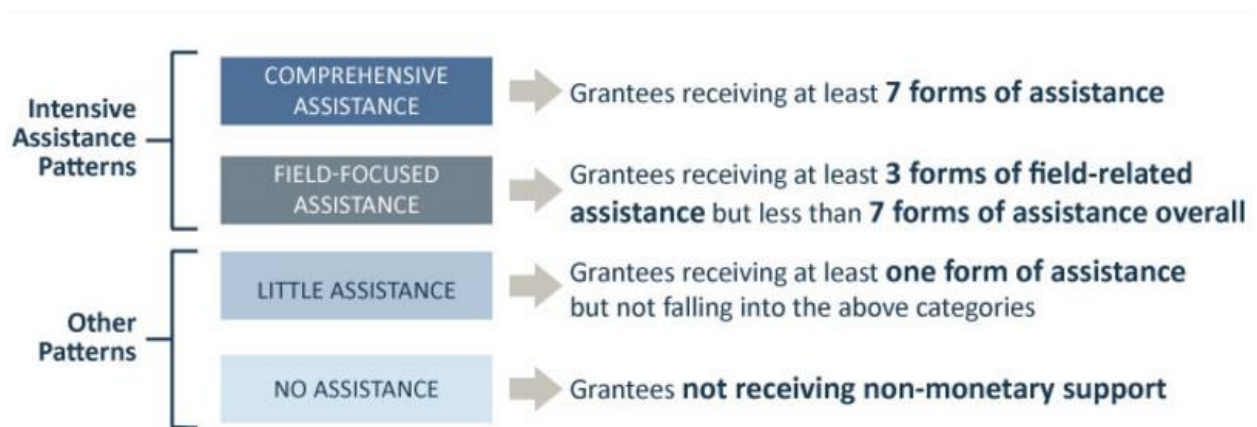 Intensive
Assistance
Patterns
COMPREHENSIVE
ASSISTANCE
Grantees receiving at least 7 forms of assistance
FIELD-FOCUSED
ASSISTANCE
Grantees receiving at least 3 forms of field-related
assistance but less than 7 forms of assistance overall
Other
Patterns
LITTLE ASSISTANCE
Grantees receiving at least one form of assistance
but not falling into the above categories
NO ASSISTANCE
Grantees not receiving non-monetary support